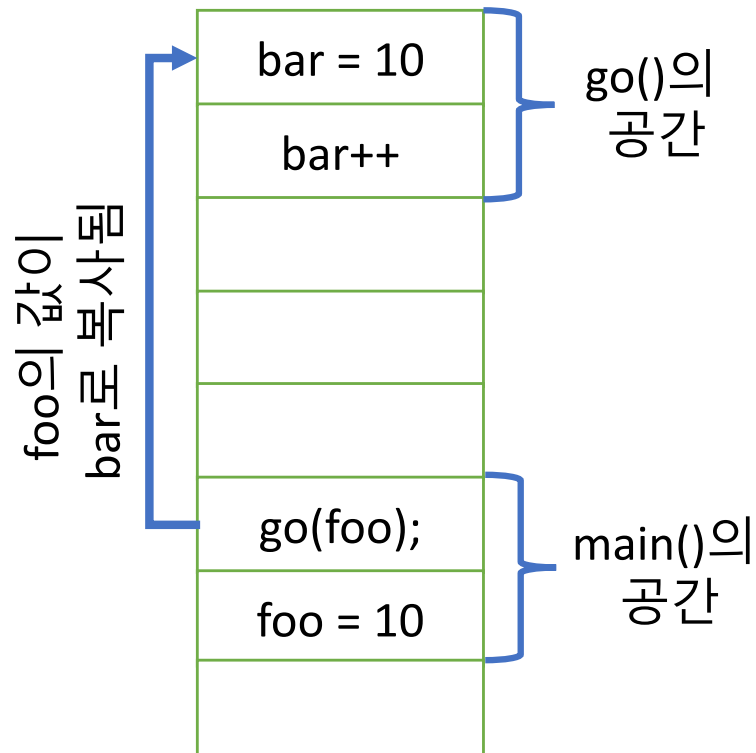 bar = 10
bar++
go()의
공간
foo의 값이
bar로 복사됨
go(foo);
foo = 10
main()의
공간